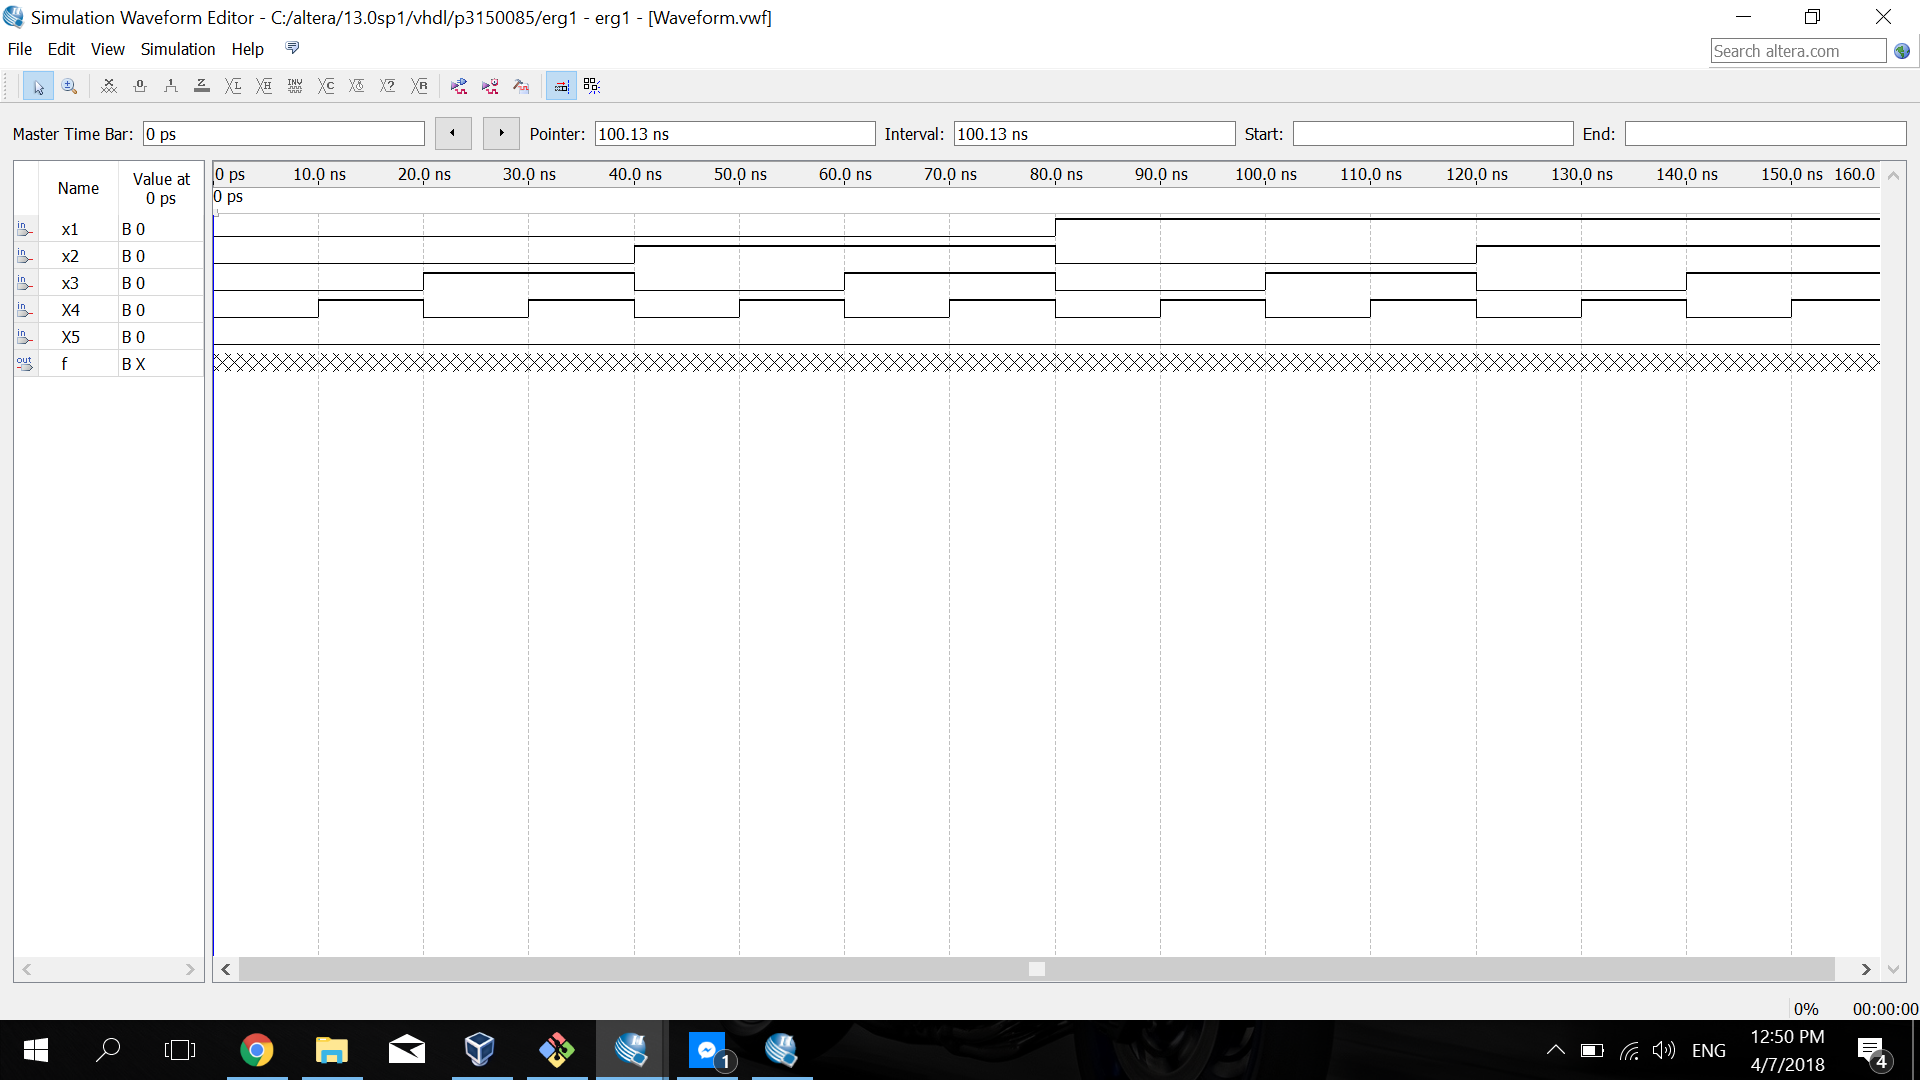 Simulation Waveform Editor - C:/altera/13.0sp1/vhdl/p3150085/erg1 - erg1 - [Waveform.vwf]
File Edit View Simulation Help
Search altera.com
Master Time Bar: 0 ps Pointer: 100.13 ns Interval: 100.13 ns Start: End:
Name Value at 0 ps
0 ps 10.0 ns 20.0 ns 30.0 ns 40.0 ns 50.0 ns 60.0 ns 70.0 ns 80.0 ns 90.0 ns 100.0 ns 110.0 ns 120.0 ns 130.0 ns 140.0 ns 150.0 ns 160.0
0 ps
in x1 B 0
in x2 B 0
in x3 B 0
in X4 B 0
in X5 B 0
out f B X
0% 00:00:00
1
ENG
12:50 PM
4/7/2018
4